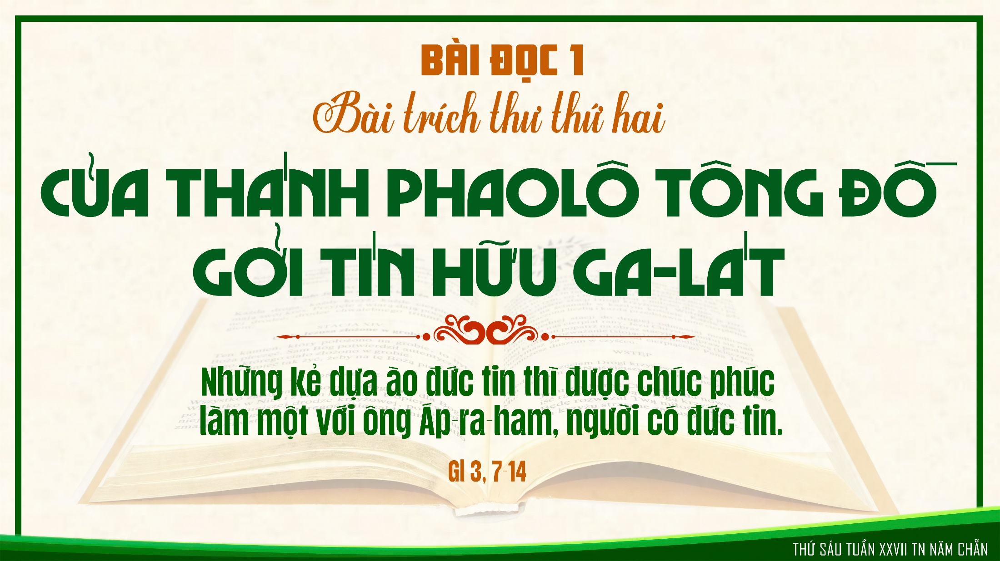 BÀI ĐỌC 1
Bài trích thư thứ hai
CỦA THÁNH PHAOLÔ TÔNG ĐỒ
GỞI TÍN HỮU GA-LÁT
Những kẻ dựa ào đức tin thì được chúc phúc
làm một với ông Áp-ra-ham, người có đức tin.
Gl 3, 7-14
THỨ SÁU TUẦN XXVII TN NĂM CHẴN